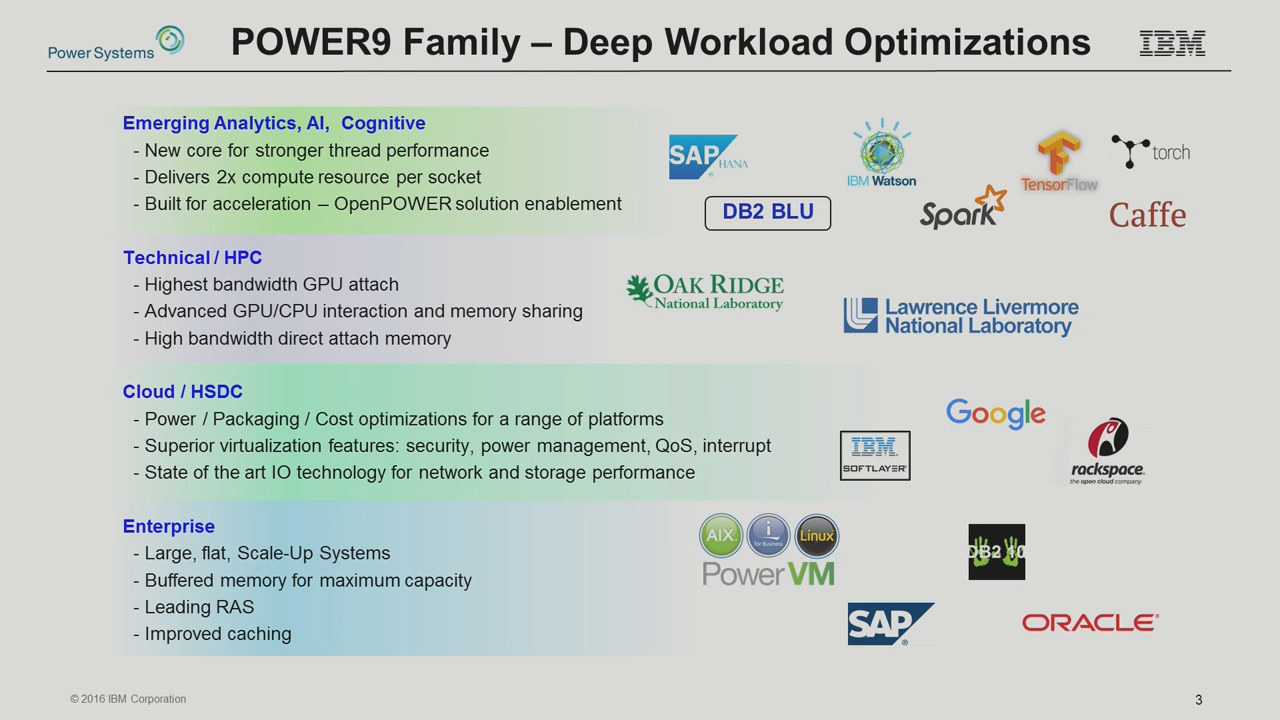 Power Systems
POWER9 Family – Deep Workload Optimizations
IBM
Emerging Analytics, AI, Cognitive
- New core for stronger thread performance
- Delivers 2x compute resource per socket
- Built for acceleration – OpenPOWER solution enablement
SAP HANA
IBM Watson
TensorFlow
torch
DB2 BLU
Spark
Caffe
Technical / HPC
- Highest bandwidth GPU attach
- Advanced GPU/CPU interaction and memory sharing
- High bandwidth direct attach memory
OAK RIDGE
National Laboratory
Lawrence Livermore
National Laboratory
Cloud / HSDC
- Power / Packaging / Cost optimizations for a range of platforms
- Superior virtualization features: security, power management, QoS, interrupt
- State of the art IO technology for network and storage performance
Google
IBM
SOFTLAYER
rackspace
the open cloud company
Enterprise
- Large, flat, Scale-Up Systems
- Buffered memory for maximum capacity
- Leading RAS
- Improved caching
AIX
i
for Business
Linux
PowerVM
DB2 10
SAP
ORACLE
© 2016 IBM Corporation
3